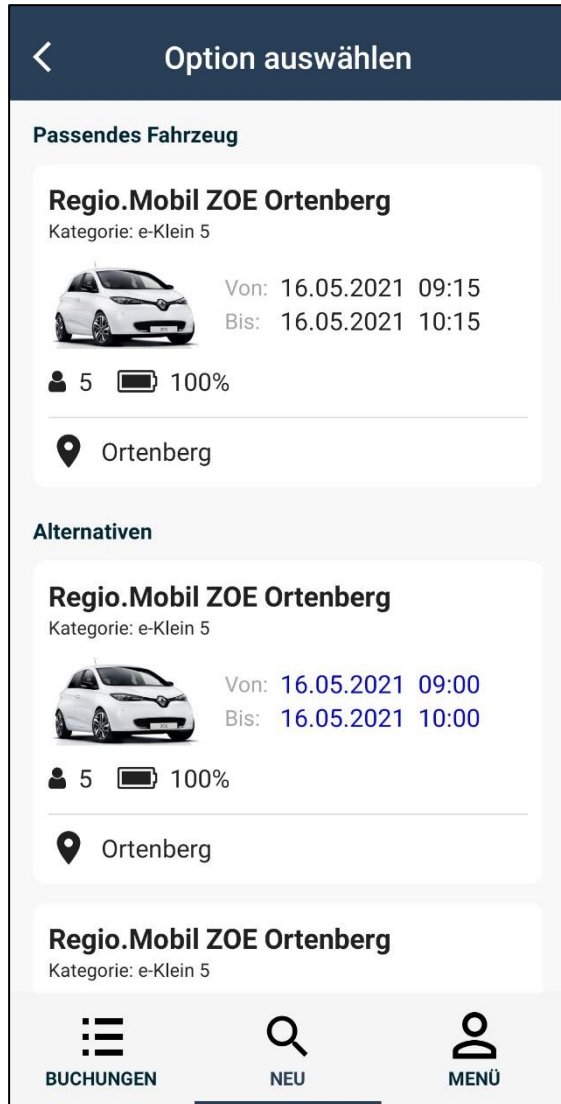 Option auswählen
Passendes Fahrzeug
Regio.Mobil ZOE Ortenberg
Kategorie: e-Klein 5
Von: 16.05.2021 09:15
Bis: 16.05.2021 10:15
5 100%
Ortenberg
Alternativen
Regio.Mobil ZOE Ortenberg
Kategorie: e-Klein 5
Von: 16.05.2021 09:00
Bis: 16.05.2021 10:00
5 100%
Ortenberg
Regio.Mobil ZOE Ortenberg
Kategorie: e-Klein 5
BUCHUNGEN NEU MENÜ